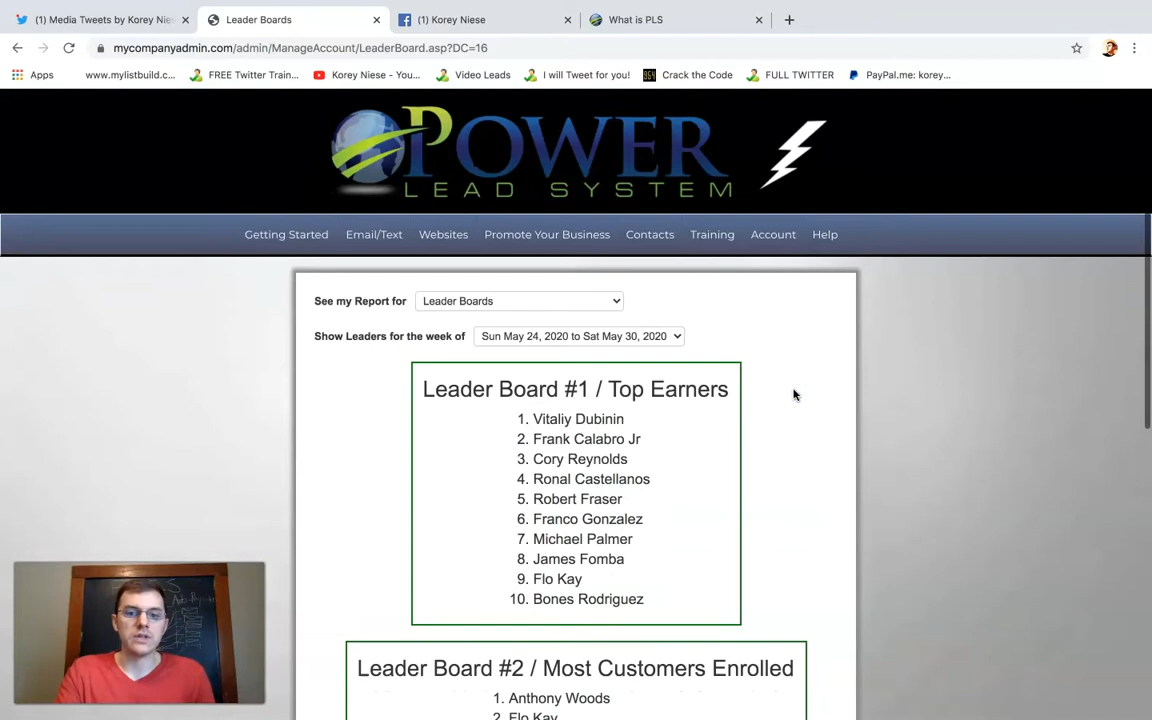 (1) Media Tweets by Korey Nies
Leader Boards
(1) Korey Niese
What is PLS
mycompanyadmin.com/admin/ManageAccount/LeaderBoard.asp?DC=16
Apps
www.mylistbuild.c...
FREE Twitter Train...
Korey Niese - You...
Video Leads
I will Tweet for you!
Crack the Code
FULL TWITTER
PayPal.me: korey...
POWER
LEAD SYSTEM
Getting Started Email/Text Websites Promote Your Business Contacts Training Account Help
See my Report for Leader Boards
Show Leaders for the week of Sun May 24, 2020 to Sat May 30, 2020
Leader Board #1 / Top Earners
1. Vitaliy Dubinin
2. Frank Calabro Jr
3. Cory Reynolds
4. Ronal Castellanos
5. Robert Fraser
6. Franco Gonzalez
7. Michael Palmer
8. James Fomba
9. Flo Kay
10. Bones Rodriguez
Leader Board #2 / Most Customers Enrolled
1. Anthony Woods
2. Flo Kay